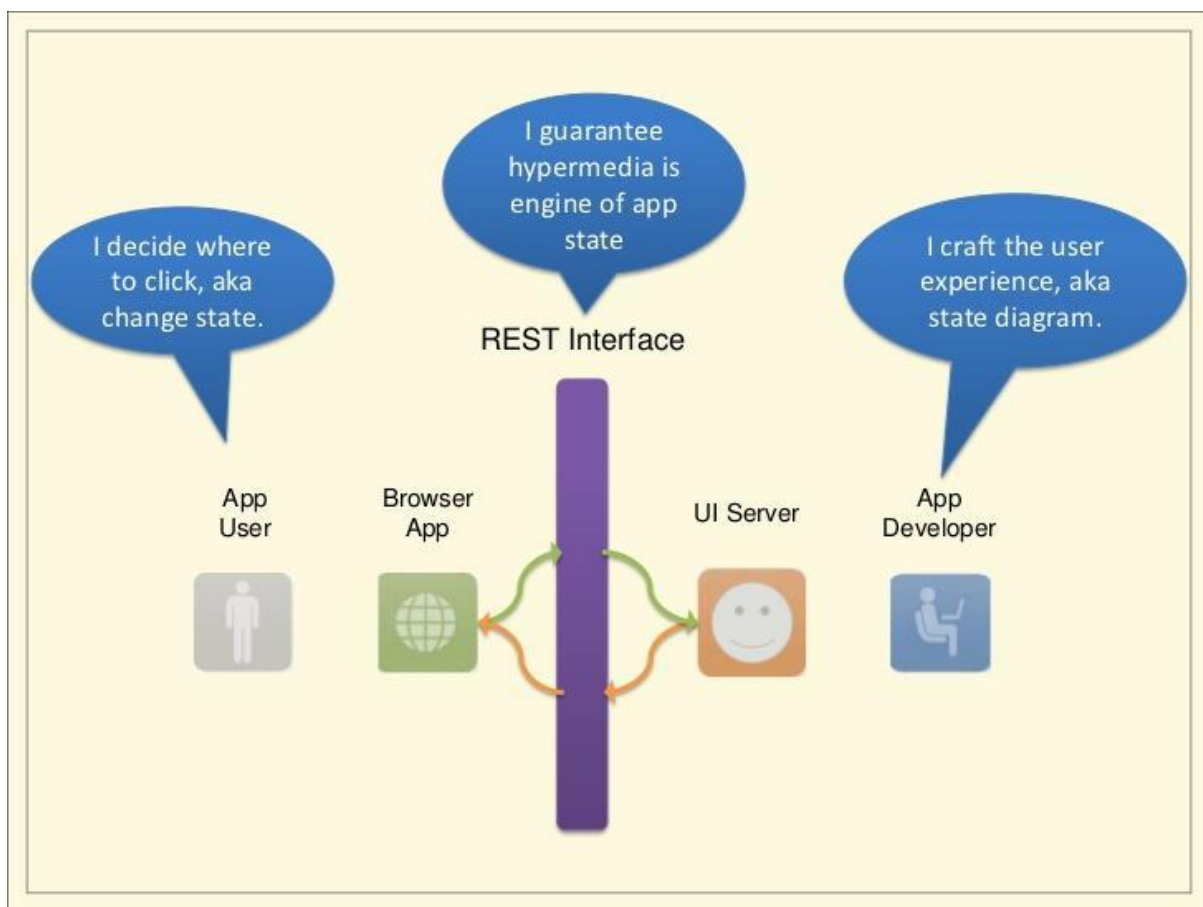 I guarantee
hypermedia is
engine of app
state
I decide where
to click, aka
change state.
I craft the user
experience, aka
state diagram.
REST Interface
App
User
Browser
App
UI Server
App
Developer